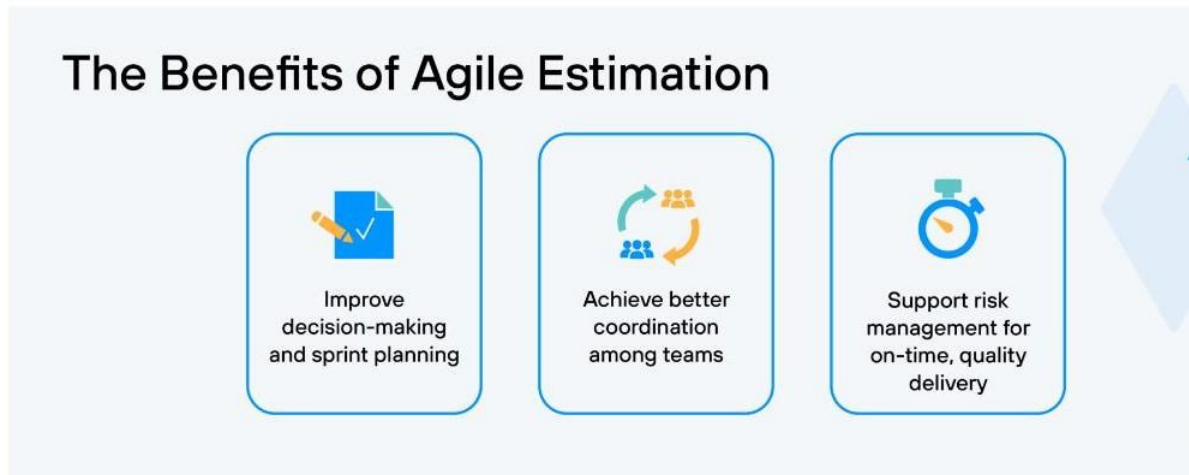 The Benefits of Agile Estimation
Improve
decision-making
and sprint planning
Achieve better
coordination
among teams
Support risk
management for
on-time, quality
delivery